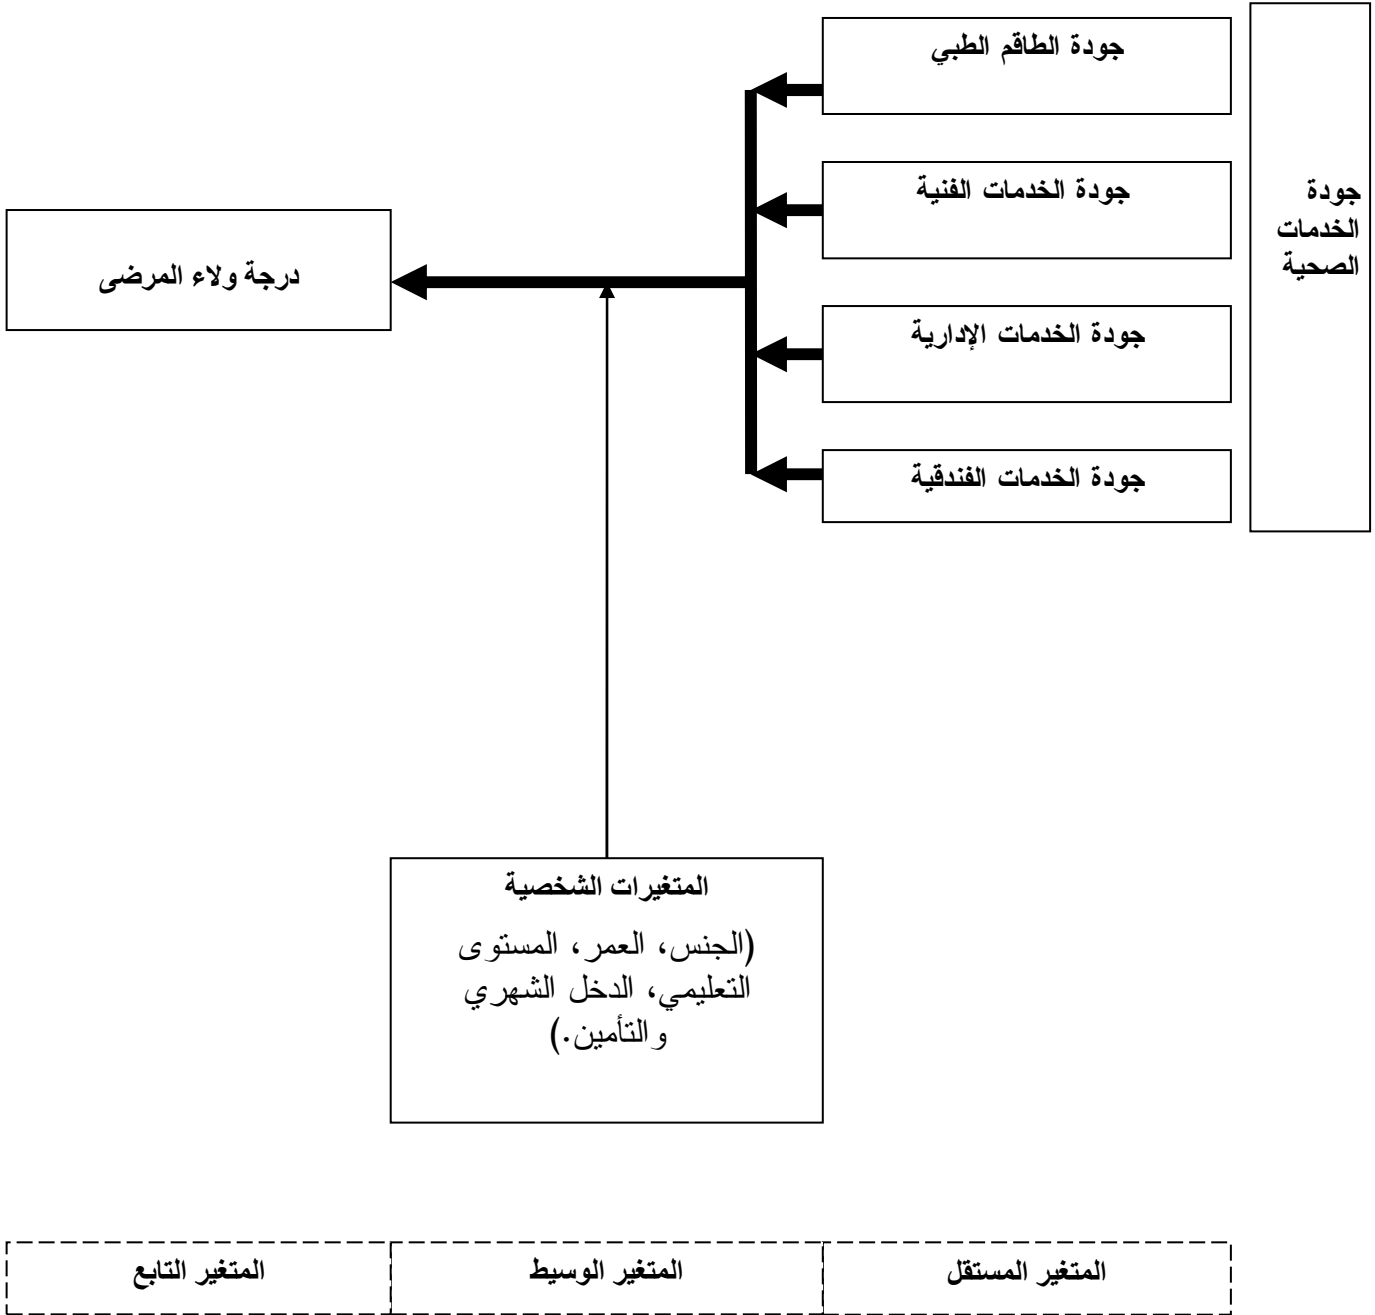 جودة الطاقم الطبي
جودة الخدمات الفنية
جودة
الخدمات
الصحية
درجة ولاء المرضى
جودة الخدمات الإدارية
جودة الخدمات الفندقية
المتغيرات الشخصية
(الجنس، العمر، المستوى
التعليمي، الدخل الشهري
والتأمين.)
المتغير المستقل
المتغير الوسيط
المتغير التابع